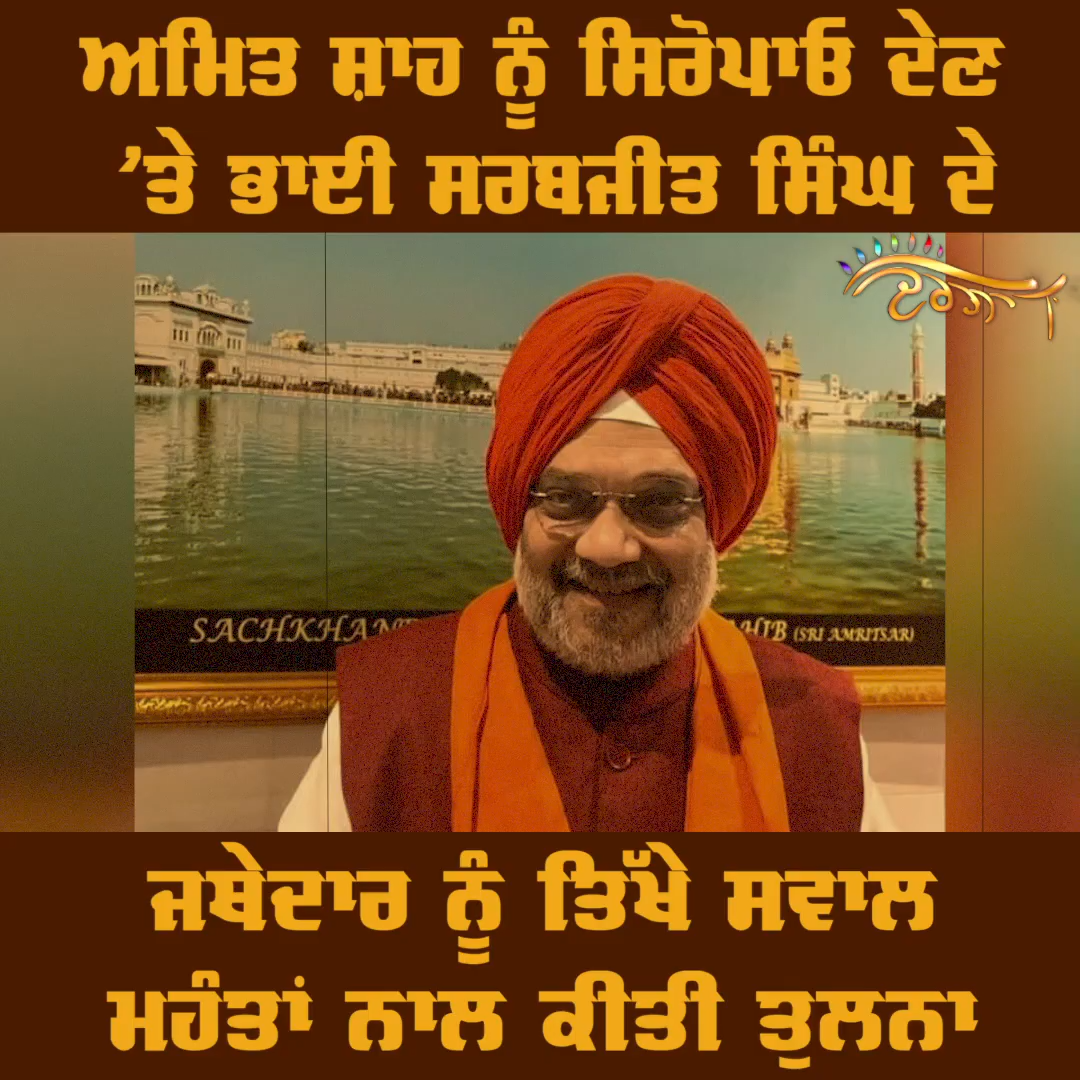 ਅਮਿਤ ਸ਼ਾਹ ਨੂੰ ਸਿਰੋਪਾਓ ਦੇਣ
’ਤੇ ਭਾਈ ਸਰਬਜੀਤ ਸਿੰਘ ਦੇ
SACHKHAN
HIB (SRI AMRITSAR)
ਜਥੇਦਾਰ ਨੂੰ ਤਿੱਖੇ ਸਵਾਲ
ਮਹੰਤਾਂ ਨਾਲ ਕੀਤੀ ਤੁਲਨਾ